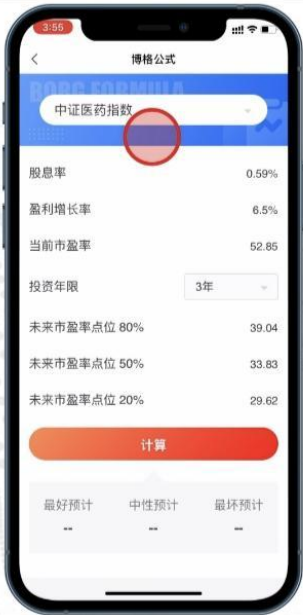 3:55
博格公式
BORG FORMULA
中证医药指数
股息率 0.59%
盈利增长率 6.5%
当前市盈率 52.85
投资年限 3年
未来市盈率点位 80% 39.04
未来市盈率点位 50% 33.83
未来市盈率点位 20% 29.62
计算
最好预计 中性预计 最坏预计
-- -- --